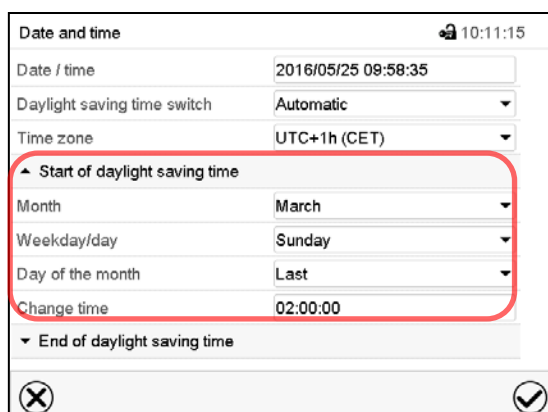 Date and time 10:11:15
Date / time 2016/05/25 09:58:35
Daylight saving time switch Automatic
Time zone UTC+1h (CET)
Start of daylight saving time
Month March
Weekday/day Sunday
Day of the month Last
Change time 02:00:00
End of daylight saving time